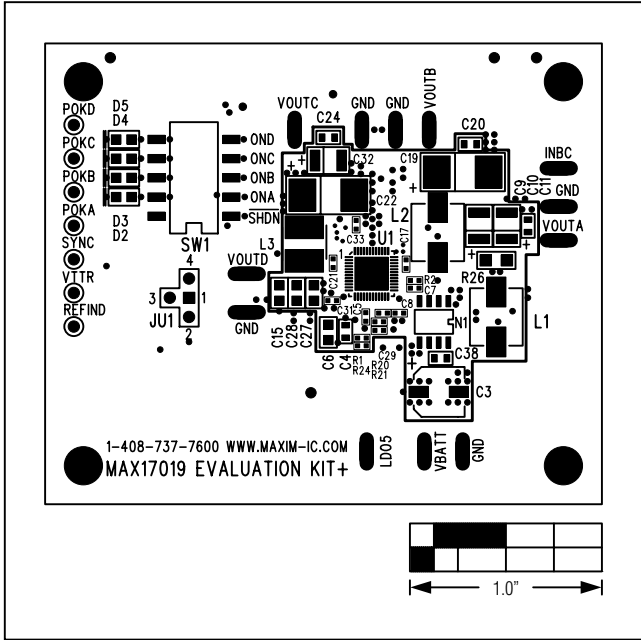 POKD
POKC
POKB
POKA
SYNC
VTTR
REFIND
D5
D4
D3
D2
SW1
OND
ONC
ONB
ONA
SHDN
4
3
1
2
JU1
VOUTC
C24
GND
GND
VOUTB
C20
C32
C19
C22
INBC
GND
VOUTA
C9
C10
C11
L2
L3
C33
U1
C17
1
C21
VOUTD
GND
R26
R2
C7
C8
C31
N1
L1
C15
C28
C27
C6
C4
R1
R24
C29
R20
R21
C38
C3
1-408-737-7600 WWW.MAXIM-IC.COM
MAX17019 EVALUATION KIT+
LDO5
VBATT
GND
1.0"